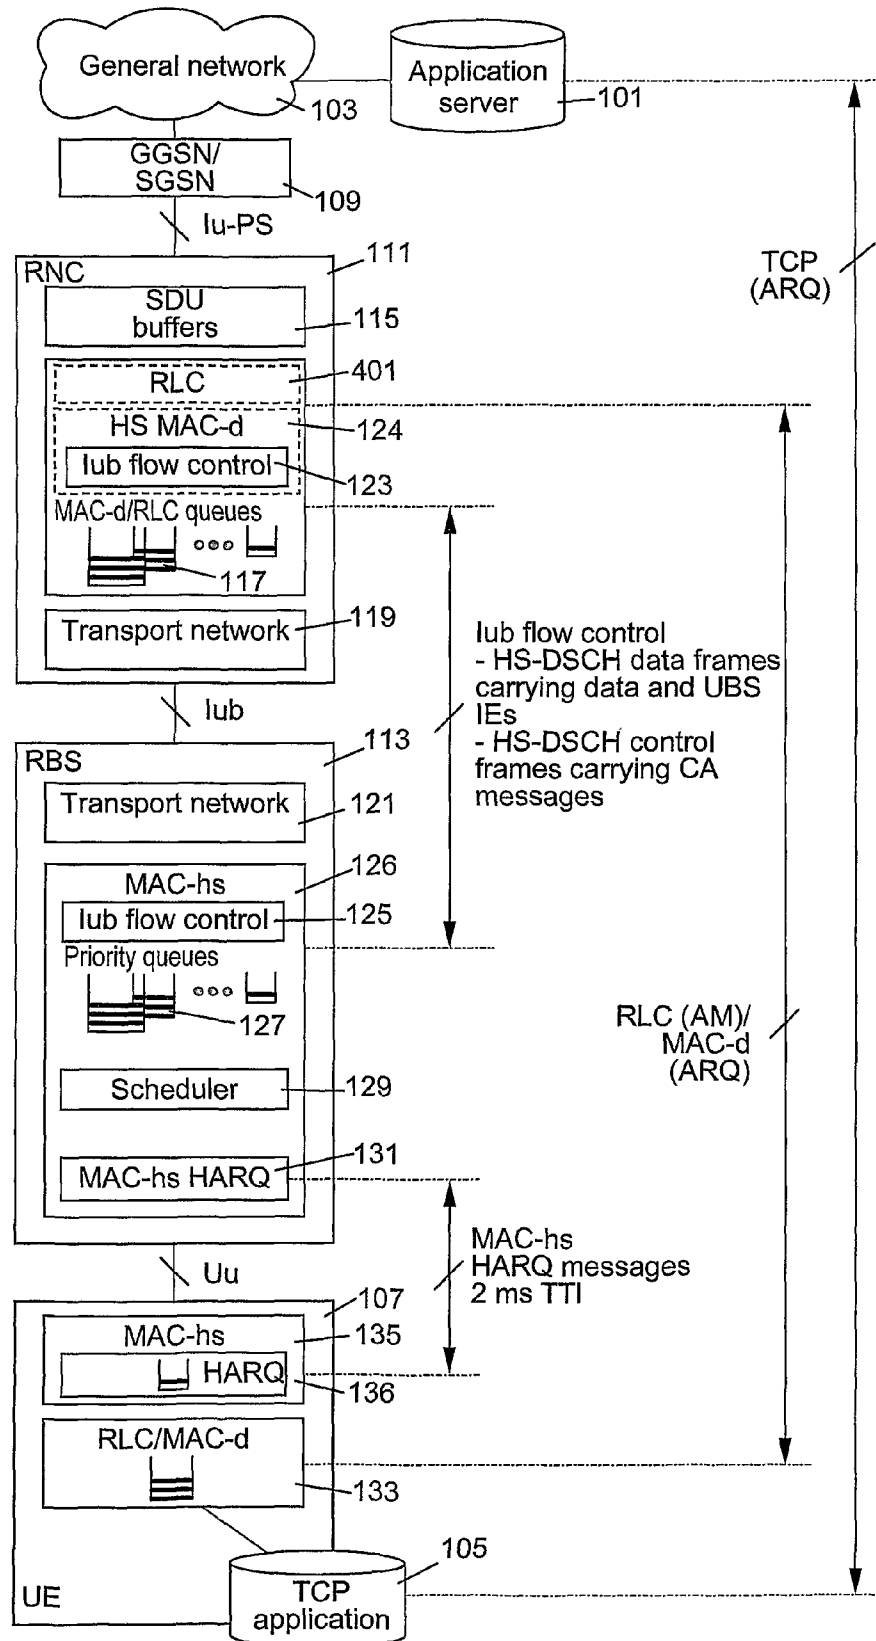 General network
103
Application
server
101
GGSN/
SGSN
109
Iu-PS
TCP
(ARQ)
RNC
111
SDU
buffers
115
RLC
401
HS MAC-d
124
Iub flow control
123
MAC-d/RLC queues
117
Transport network
119
Iub flow control
- HS-DSCH data frames
carrying data and UBS
IEs
- HS-DSCH control
frames carrying CA
messages
Iub
RBS
113
Transport network
121
MAC-hs
126
Iub flow control
125
Priority queues
127
RLC (AM)/
MAC-d
(ARQ)
Scheduler
129
MAC-hs HARQ
131
MAC-hs
HARQ messages
2 ms TTI
Uu
107
MAC-hs
135
HARQ
136
RLC/MAC-d
133
UE
TCP
application
105